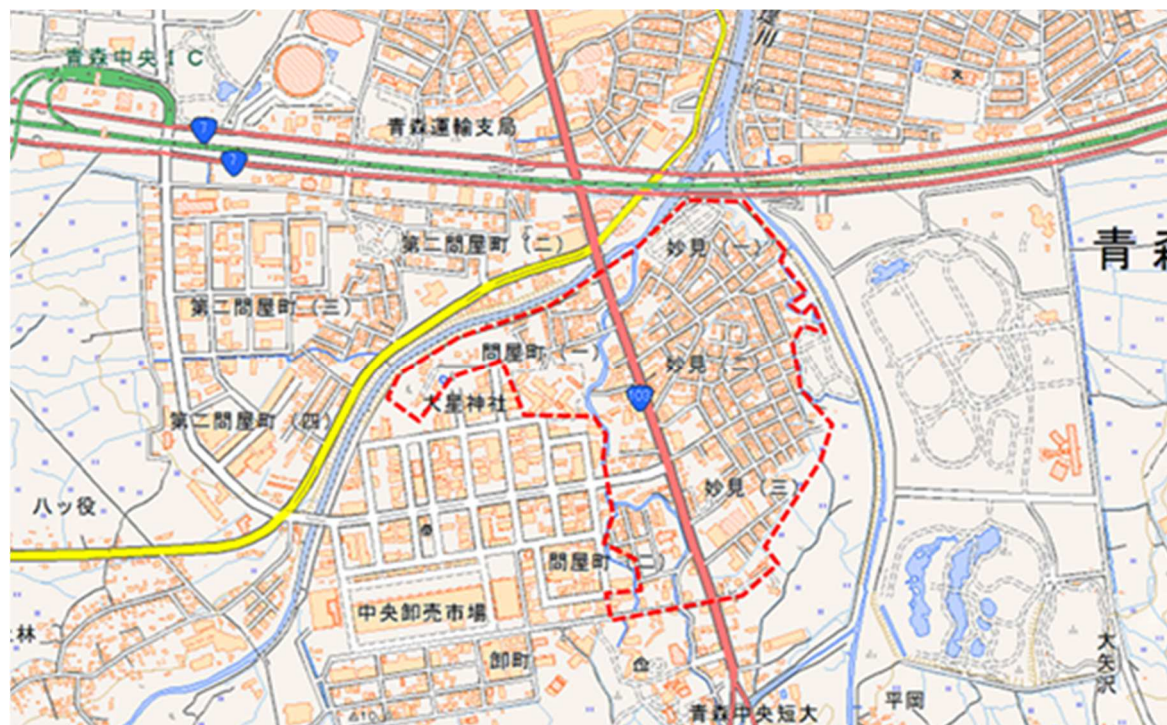 青森中央IC
7
青森運輸支局
7
第二問屋町（二）
妙見（一）
青森
第二問屋町（三）
問屋町（一）
妙見（二）
103
大星神社
第二問屋町（四）
妙見（三）
八ッ役
問屋町（二）
中央卸売市場
林
卸町
大矢沢
平岡
青森中央短大